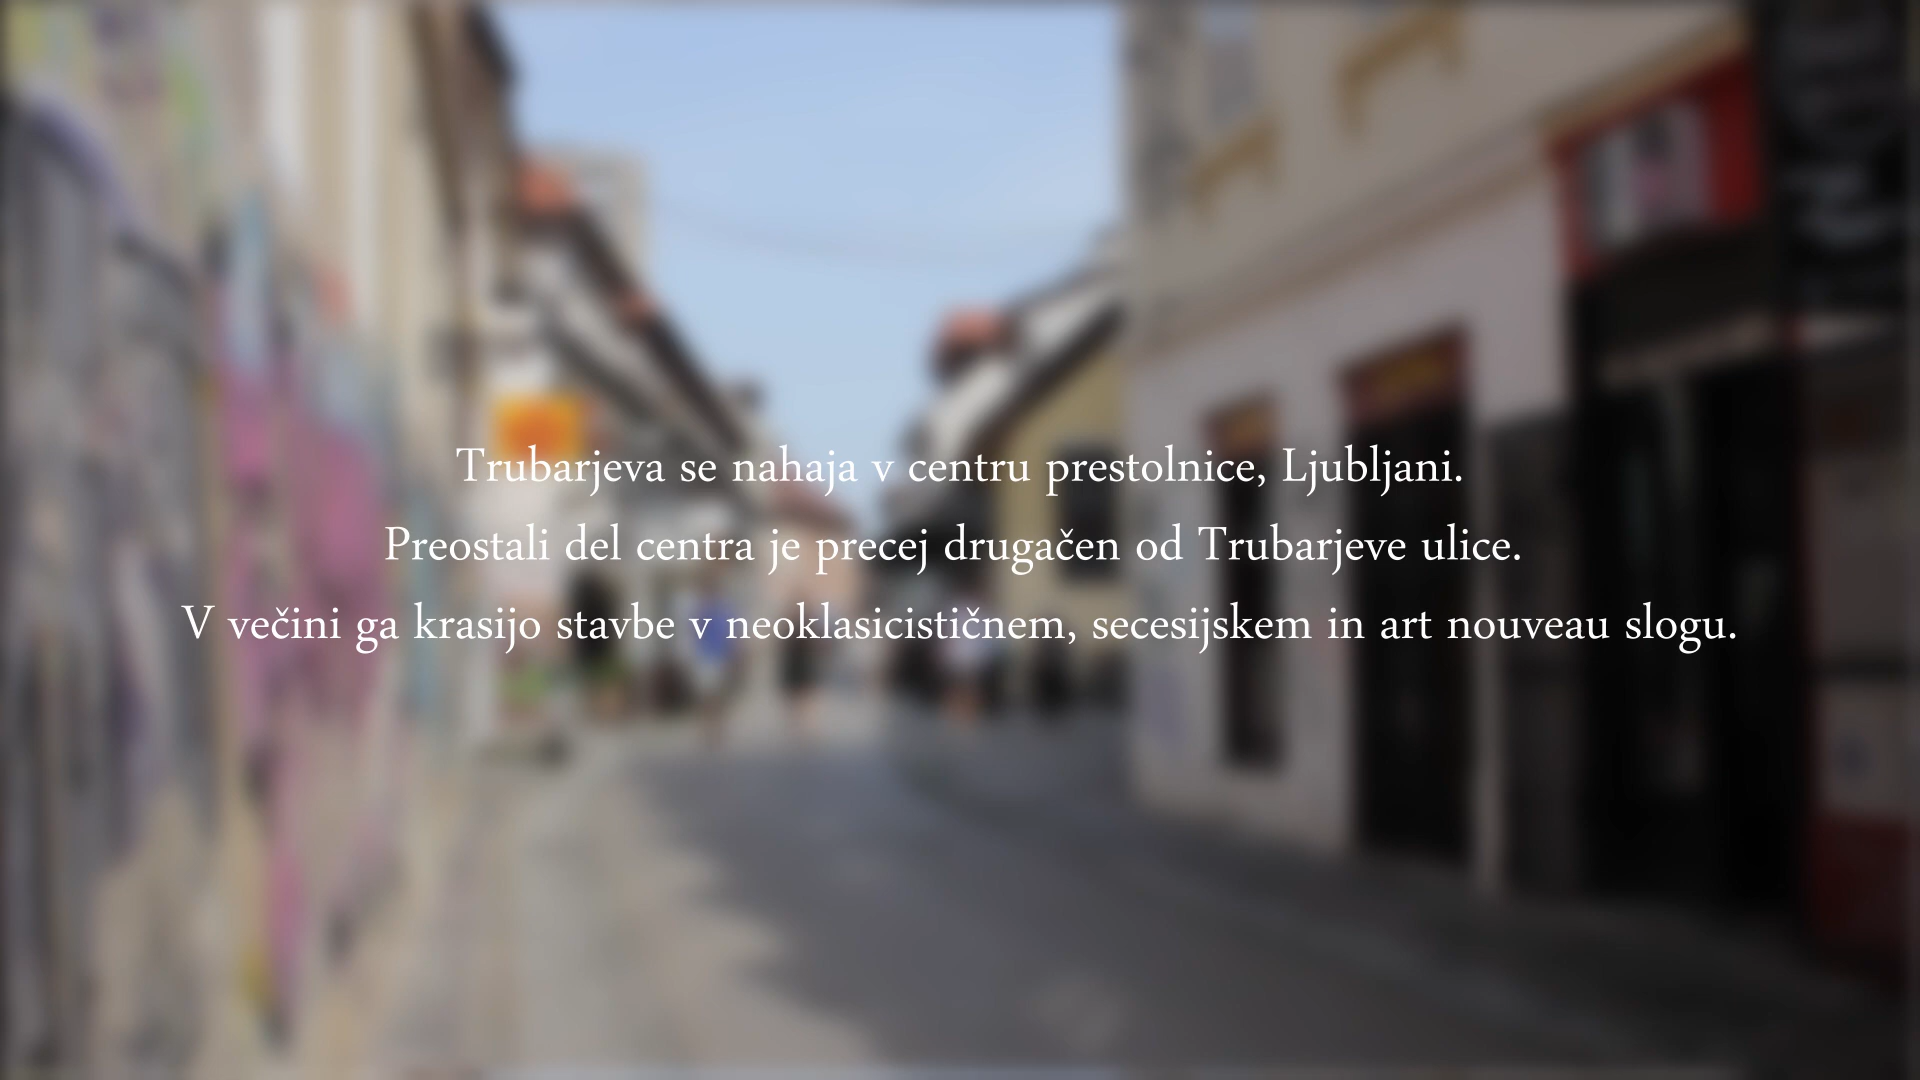 Trubarjeva se nahaja v centru prestolnice, Ljubljani.
Preostali del centra je precej drugačen od Trubarjeve ulice.
V večini ga krasijo stavbe v neoklasicističnem, secesijskem in art nouveau slogu.